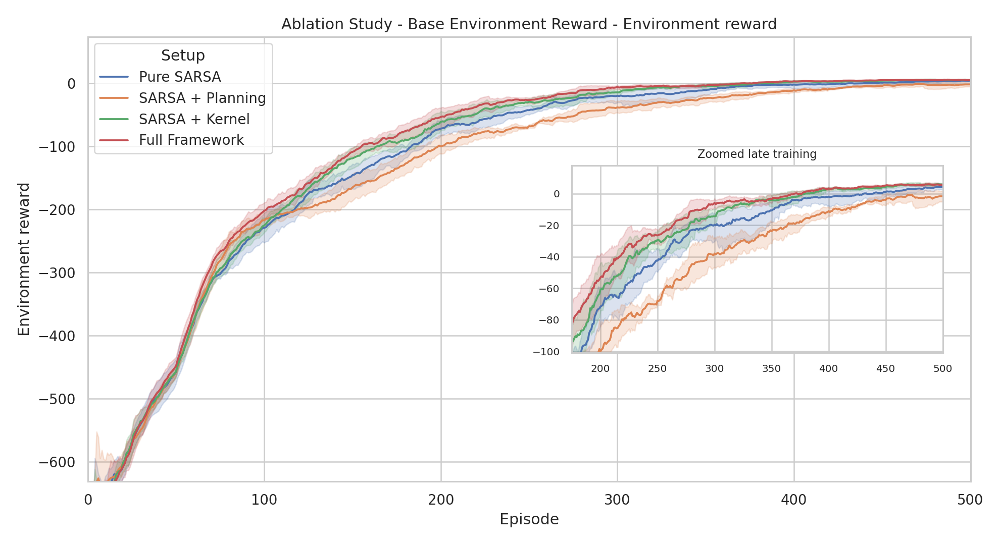 Ablation Study - Base Environment Reward - Environment reward
Setup
Pure SARSA
SARSA + Planning
SARSA + Kernel
Full Framework
Environment reward
0
−100
−200
−300
−400
−500
−600
0 100 200 300 400 500
Episode
Zoomed late training
0
−20
−40
−60
−80
−100
200 250 300 350 400 450 500